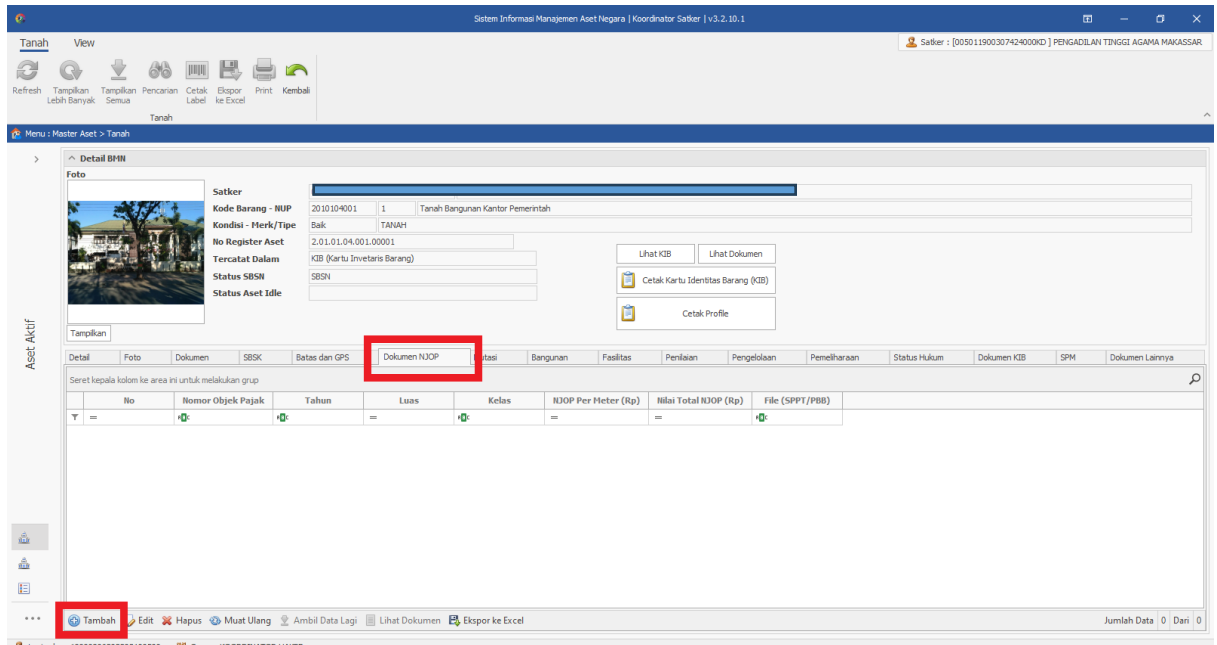 Sistem Informasi Manajemen Aset Negara | Koordinator Satker | v3.2.10.1
Tanah View
Satker : [005011900307424000KD ] PENGADILAN TINGGI AGAMA MAKASSAR
Refresh Tampilkan Lebih Banyak Tampilkan Semua Pencarian Cetak Label Ekspor ke Excel Print Kembali
Tanah
Menu : Master Aset > Tanah
Detail BMN
Foto
Satker
Kode Barang - NUP 2010104001 1 Tanah Bangunan Kantor Pemerintah
Kondisi - Merk/Tipe Baik TANAH
No Register Aset 2.01.01.04.001.00001
Tercatat Dalam KIB (Kartu Invetaris Barang)
Status SBSN SBSN
Status Aset Idle
Lihat KIB Lihat Dokumen
Cetak Kartu Identitas Barang (KIB)
Cetak Profile
Tampilkan
Aset Aktif
Detail Foto Dokumen SBSK Batas dan GPS Dokumen NJOP Bangunan Fasilitas Penilaian Pengelolaan Pemeliharaan Status Hukum Dokumen KIB SPM Dokumen Lainnya
Seret kepala kolom ke area ini untuk melakukan grup
No Nomor Objek Pajak Tahun Luas Kelas NJOP Per Meter (Rp) Nilai Total NJOP (Rp) File (SPPT/PBB)
Tambah Edit Hapus Muat Ulang Ambil Data Lagi Lihat Dokumen Ekspor ke Excel Jumlah Data 0 Dari 0